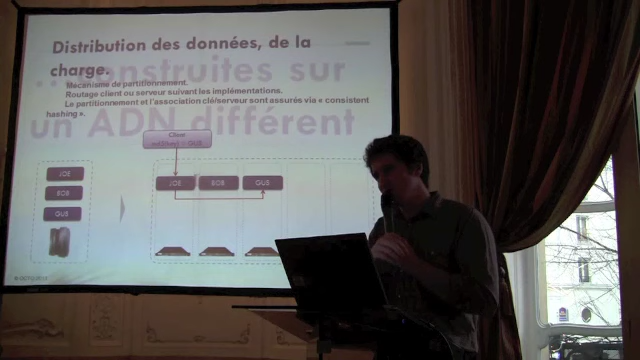 Distribution des données, de la
charge.
...construites sur
Mécanisme de partitionnement.
Routage client ou serveur suivant les implémentations.
Le partitionnement et l'association clé/serveur sont assurés via « consistent
hashing ».
un ADN différent
Client
JOE
BOB
GUS
JOE
BOB
GUS